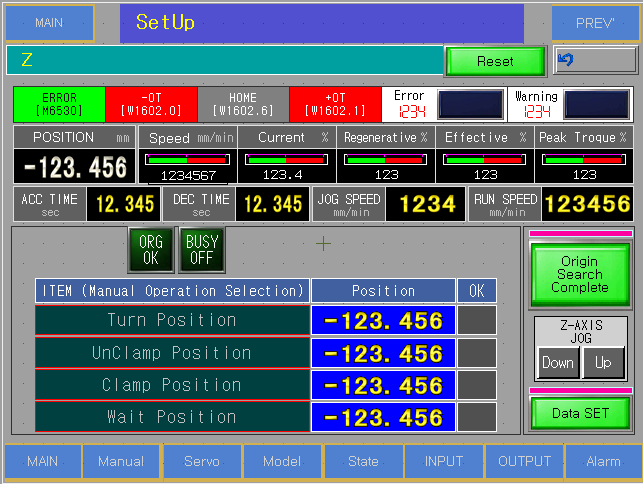 MAIN
SetUp
PREV'
Z
Reset
ERROR
[M6530]
-OT
[W1602.0]
HOME
[W1602.6]
+OT
[W1602.1]
Error
1234
Warning
1234
POSITION mm
-123.456
Speed mm/min
1234567
Current %
123.4
Regenerative %
123
Effective %
123
Peak Troque %
123
ACC TIME
sec
12.345
DEC TIME
sec
12.345
JOG SPEED
mm/min
1234
RUN SPEED
mm/min
123456
ORG
OK
BUSY
OFF
ITEM (Manual Operation Selection) Position OK
Turn Position -123.456
UnClamp Position -123.456
Clamp Position -123.456
Wait Position -123.456
Origin
Search
Complete
Z-AXIS
JOG
Down Up
Data SET
MAIN Manual Servo Model State INPUT OUTPUT Alarm